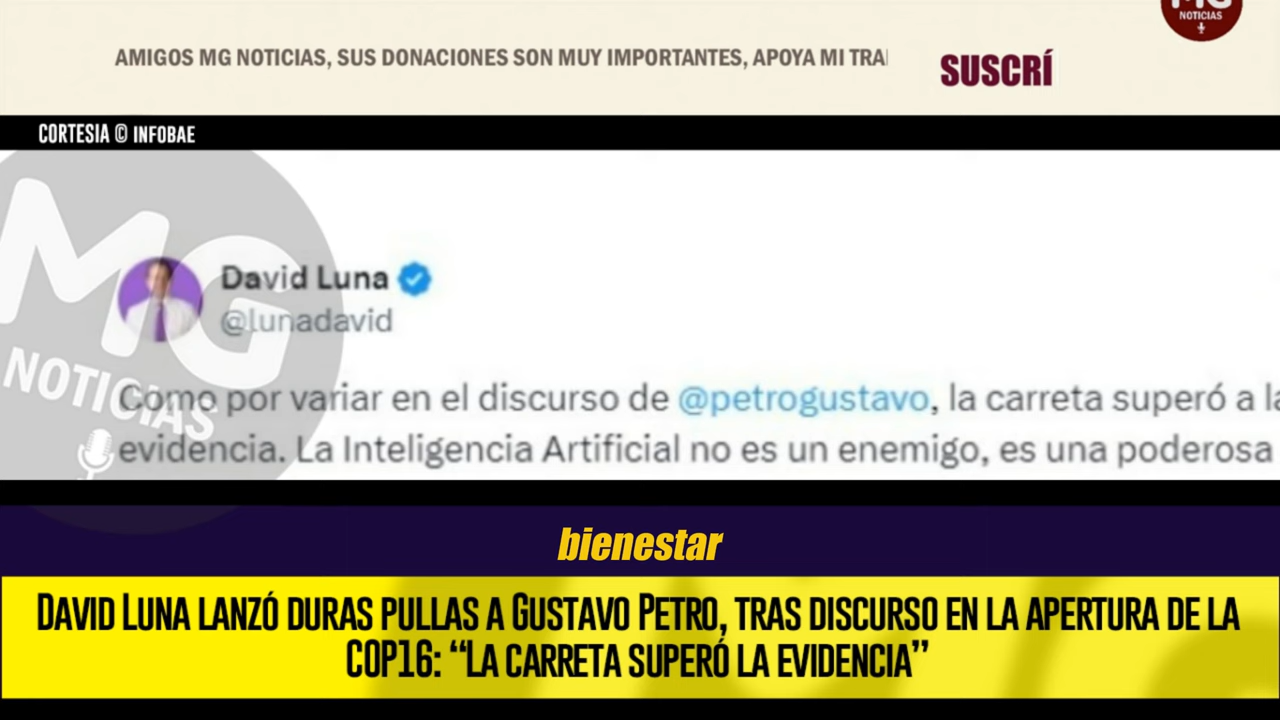 MG
NOTICIAS
AMIGOS MG NOTICIAS, SUS DONACIONES SON MUY IMPORTANTES, APOYA MI
SUSCRÍ
CORTESIA © INFOBAE
MG
NOTICIAS
David Luna
@lunadavid
Como por variar en el discurso de @petrogustavo, la carreta superó a
evidencia. La Inteligencia Artificial no es un enemigo, es una poderosa
bienestar
DAVID LUNA LANZÓ DURAS PULLAS A GUSTAVO PETRO, TRAS DISCURSO EN LA APERTURA DE LA
COP16: “LA CARRETA SUPERÓ LA EVIDENCIA”